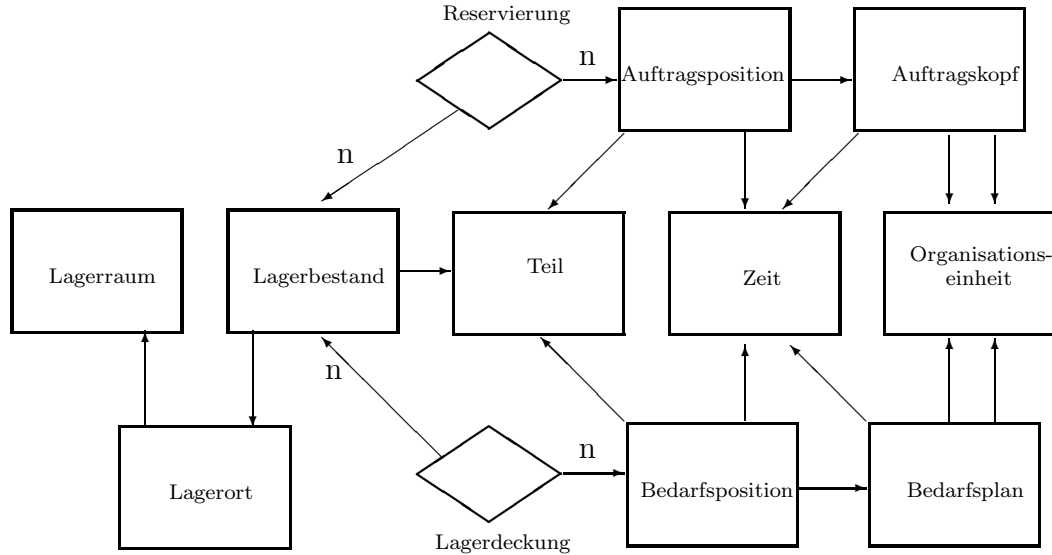 Reservierung
n
Auftragsposition
Auftragskopf
n
Lagerraum
Lagerbestand
Teil
Zeit
Organisations-
einheit
n
n
Lagerort
Bedarfsposition
Bedarfsplan
Lagerdeckung